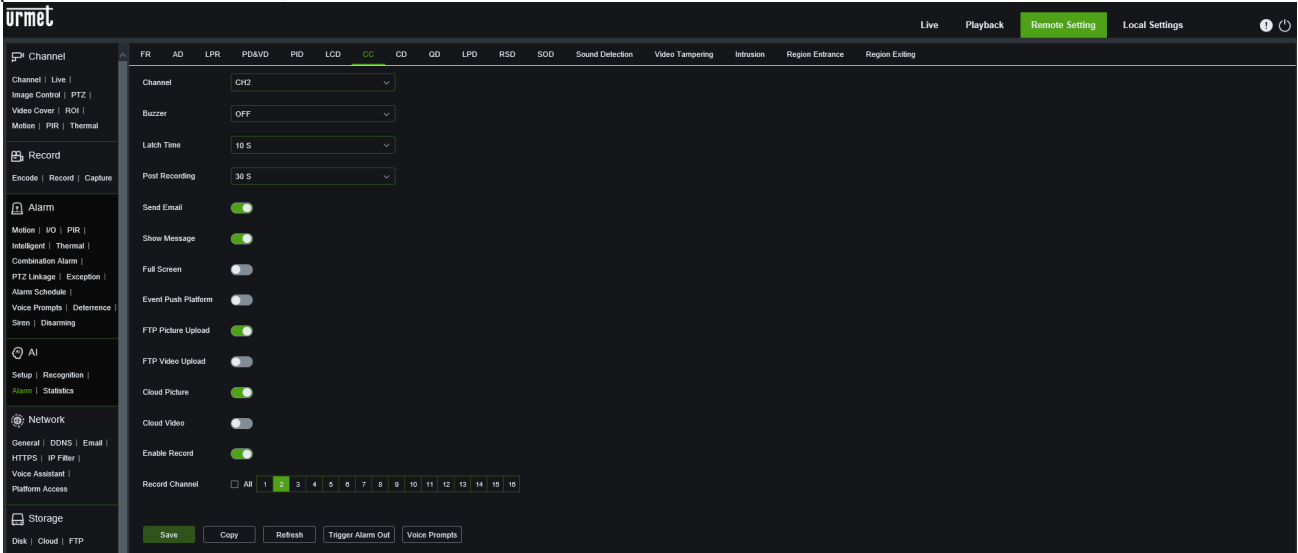 urmet
Live Playback Remote Setting Local Settings
Channel
Channel | Live |
Image Control | PTZ |
Video Cover | ROI |
Motion | PIR | Thermal
Record
Encode | Record | Capture
Alarm
Motion | I/O | PIR |
Intelligent | Thermal |
Combination Alarm |
PTZ Linkage | Exception |
Alarm Schedule |
Voice Prompts | Deterrence |
Siren | Disarming
AI
Setup | Recognition |
Alarm | Statistics
Network
General | DDNS | Email |
HTTPS | IP Filter |
Voice Assistant |
Platform Access
Storage
Disk | Cloud | FTP
FR AD LPR PD&VD PID LCD CC CD QD LPD RSD SOD Sound Detection Video Tampering Intrusion Region Entrance Region Exiting
Channel CH2
Buzzer OFF
Latch Time 10 S
Post Recording 30 S
Send Email
Show Message
Full Screen
Event Push Platform
FTP Picture Upload
FTP Video Upload
Cloud Picture
Cloud Video
Enable Record
Record Channel All 1 2 3 4 5 6 7 8 9 10 11 12 13 14 15 16
Save Copy Refresh Trigger Alarm Out Voice Prompts